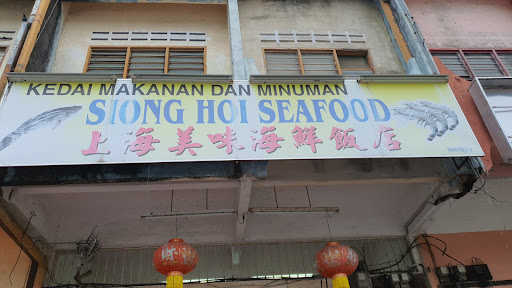 KEDAI MAKANAN DAN MINUMAN
SIONG HOI SEAFOOD
上海美味海鮮飯店